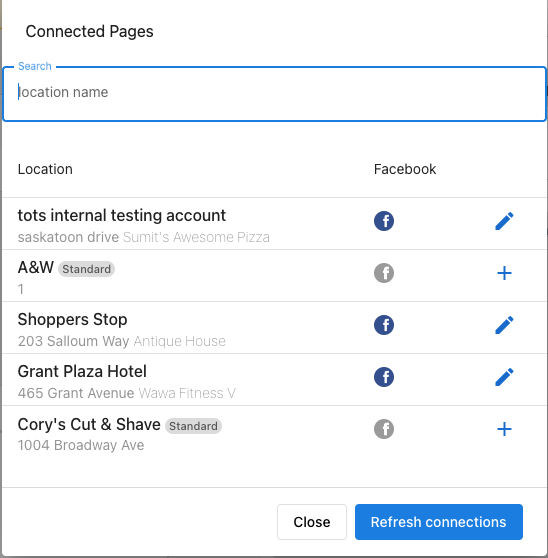 Connected Pages
Search
location name
Location Facebook
tots internal testing account
saskatoon drive Sumit's Awesome Pizza
A&W Standard
1
Shoppers Stop
203 Salloum Way Antique House
Grant Plaza Hotel
465 Grant Avenue Wawa Fitness V
Cory's Cut & Shave Standard
1004 Broadway Ave
Close Refresh connections